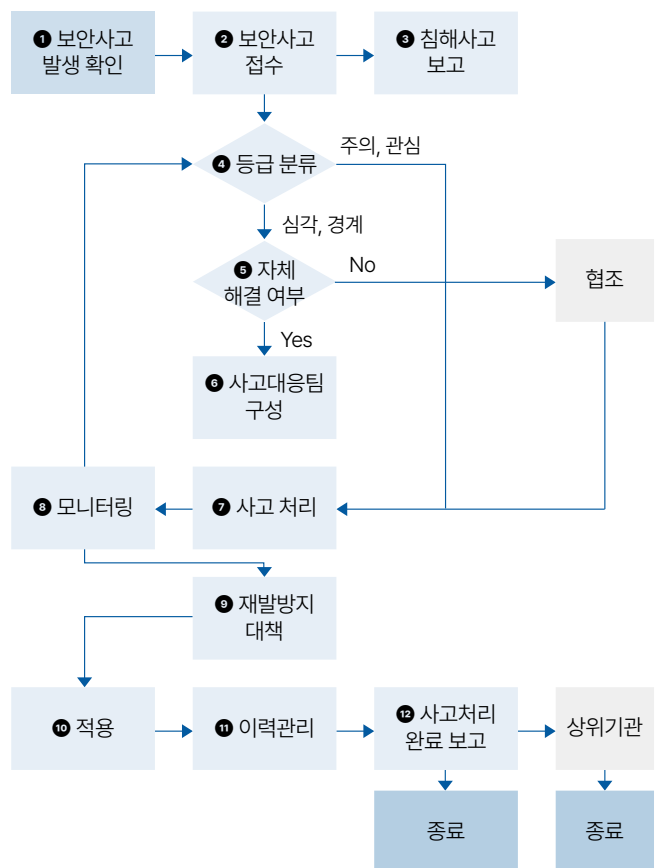 ❶ 보안사고
발생 확인
❷ 보안사고
접수
❸ 침해사고
보고
❹ 등급 분류
주의, 관심
심각, 경계
❺ 자체
해결 여부
No
협조
Yes
❻ 사고대응팀
구성
❽ 모니터링
❼ 사고 처리
❾ 재발방지
대책
❿ 적용
⓫ 이력관리
⓬ 사고처리
완료 보고
상위기관
종료
종료